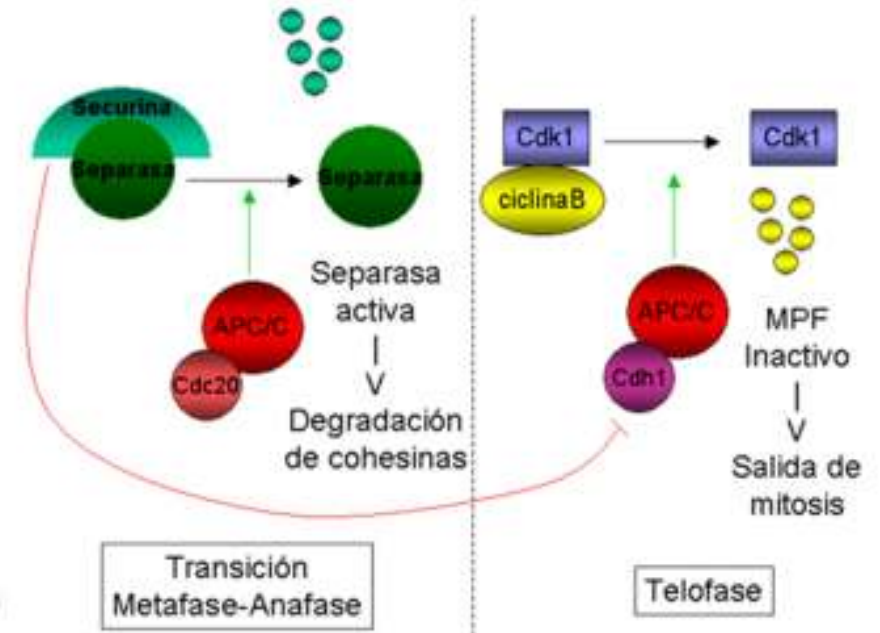 Securina
Separasa
Separasa
APC/C
Cdc20
Separasa
activa
|
V
Degradación
de cohesinas
Transición
Metafase-Anafase
Cdk1
ciclinaB
Cdk1
APC/C
Cdh1
MPF
Inactivo
|
V
Salida de
mitosis
Telofase